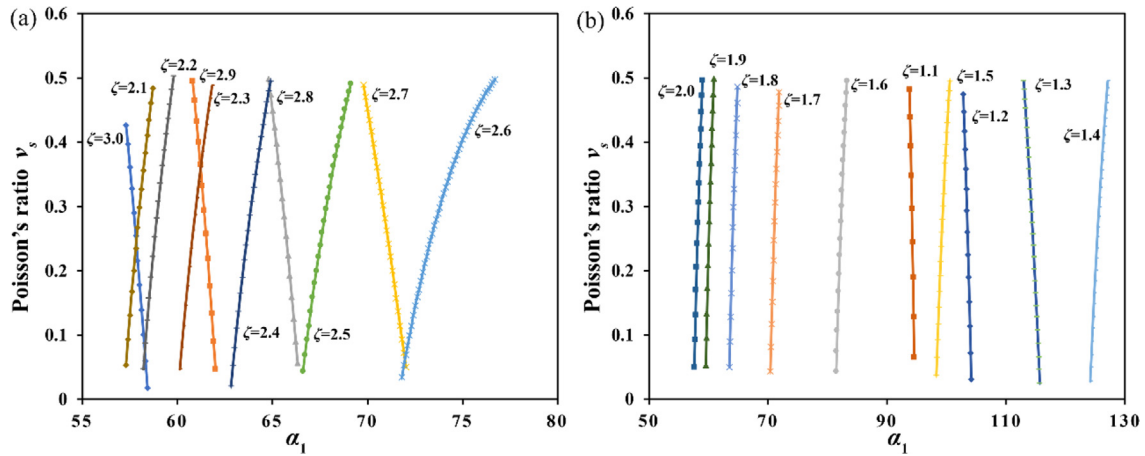 (a)
Poisson's ratio νs
0.6
0.5
0.4
0.3
0.2
0.1
0
ζ=3.0
ζ=2.1
ζ=2.2
ζ=2.9
ζ=2.3
ζ=2.4
ζ=2.8
ζ=2.5
ζ=2.7
ζ=2.6
55 60 65 70 75 80
α1
(b)
Poisson's ratio νs
0.6
0.5
0.4
0.3
0.2
0.1
0
ζ=2.0
ζ=1.9
ζ=1.8
ζ=1.7
ζ=1.6
ζ=1.1
ζ=1.5
ζ=1.2
ζ=1.3
ζ=1.4
50 70 90 110 130
α1